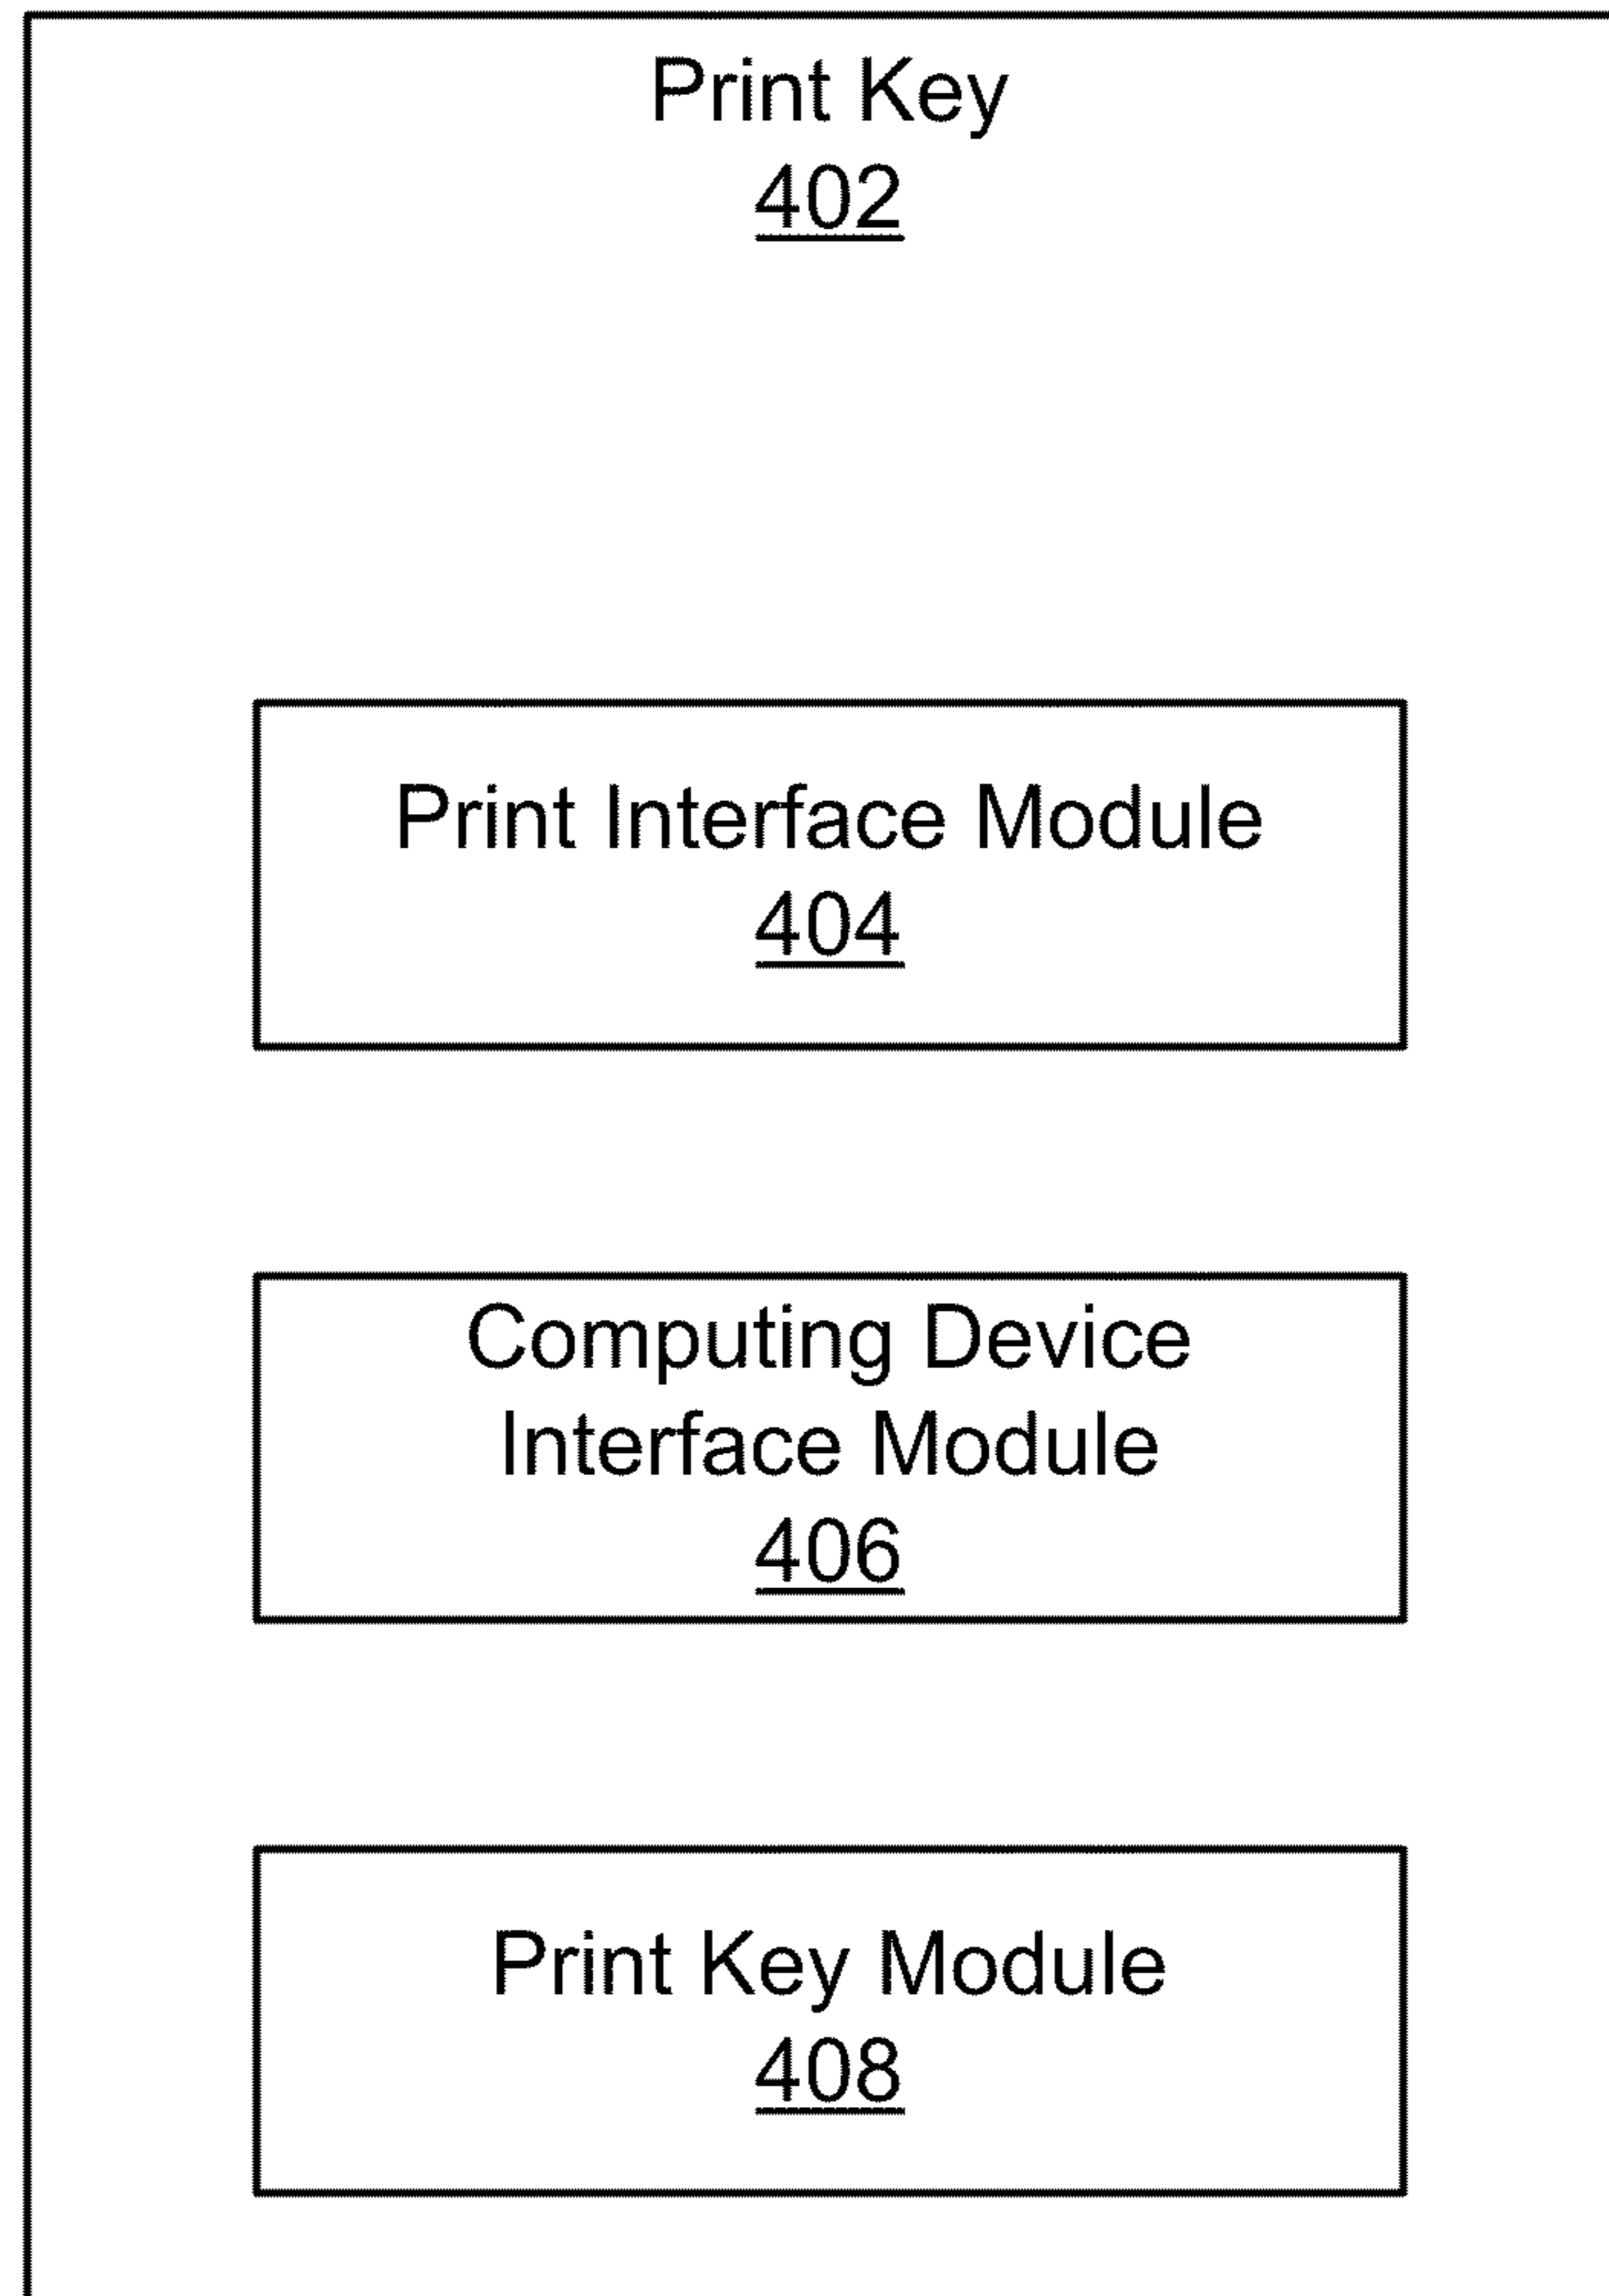 Print Key
402
Print Interface Module
404
Computing Device
Interface Module
406
Print Key Module
408